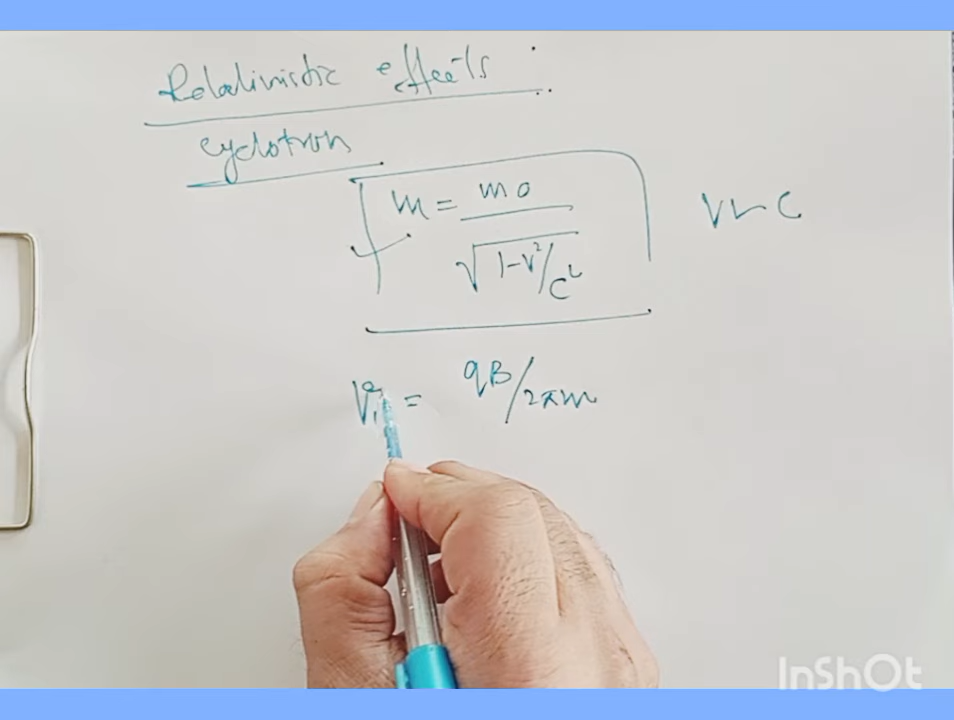 Relativistic effects :
cyclotron
m = m0 / √1-v²/c²
v ~ c
= qB/2πm
InShOt